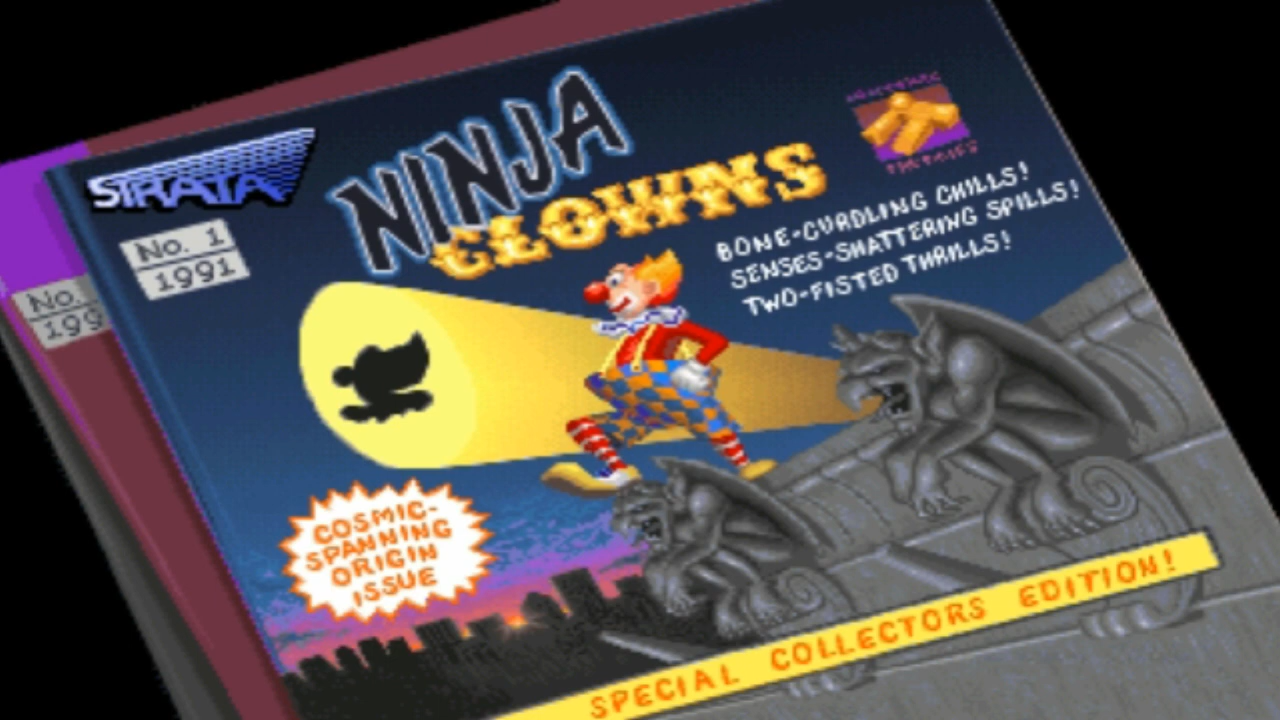 STRATA
No. 1
1991
NINJA
CLOWNS
BONE-CURDLING CHILLS!
SENSES-SHATTERING SPILLS!
TWO-FISTED THRILLS!
No.
199
COSMIC-
SPANNING
ORIGIN
ISSUE
SPECIAL COLLECTORS EDITION!